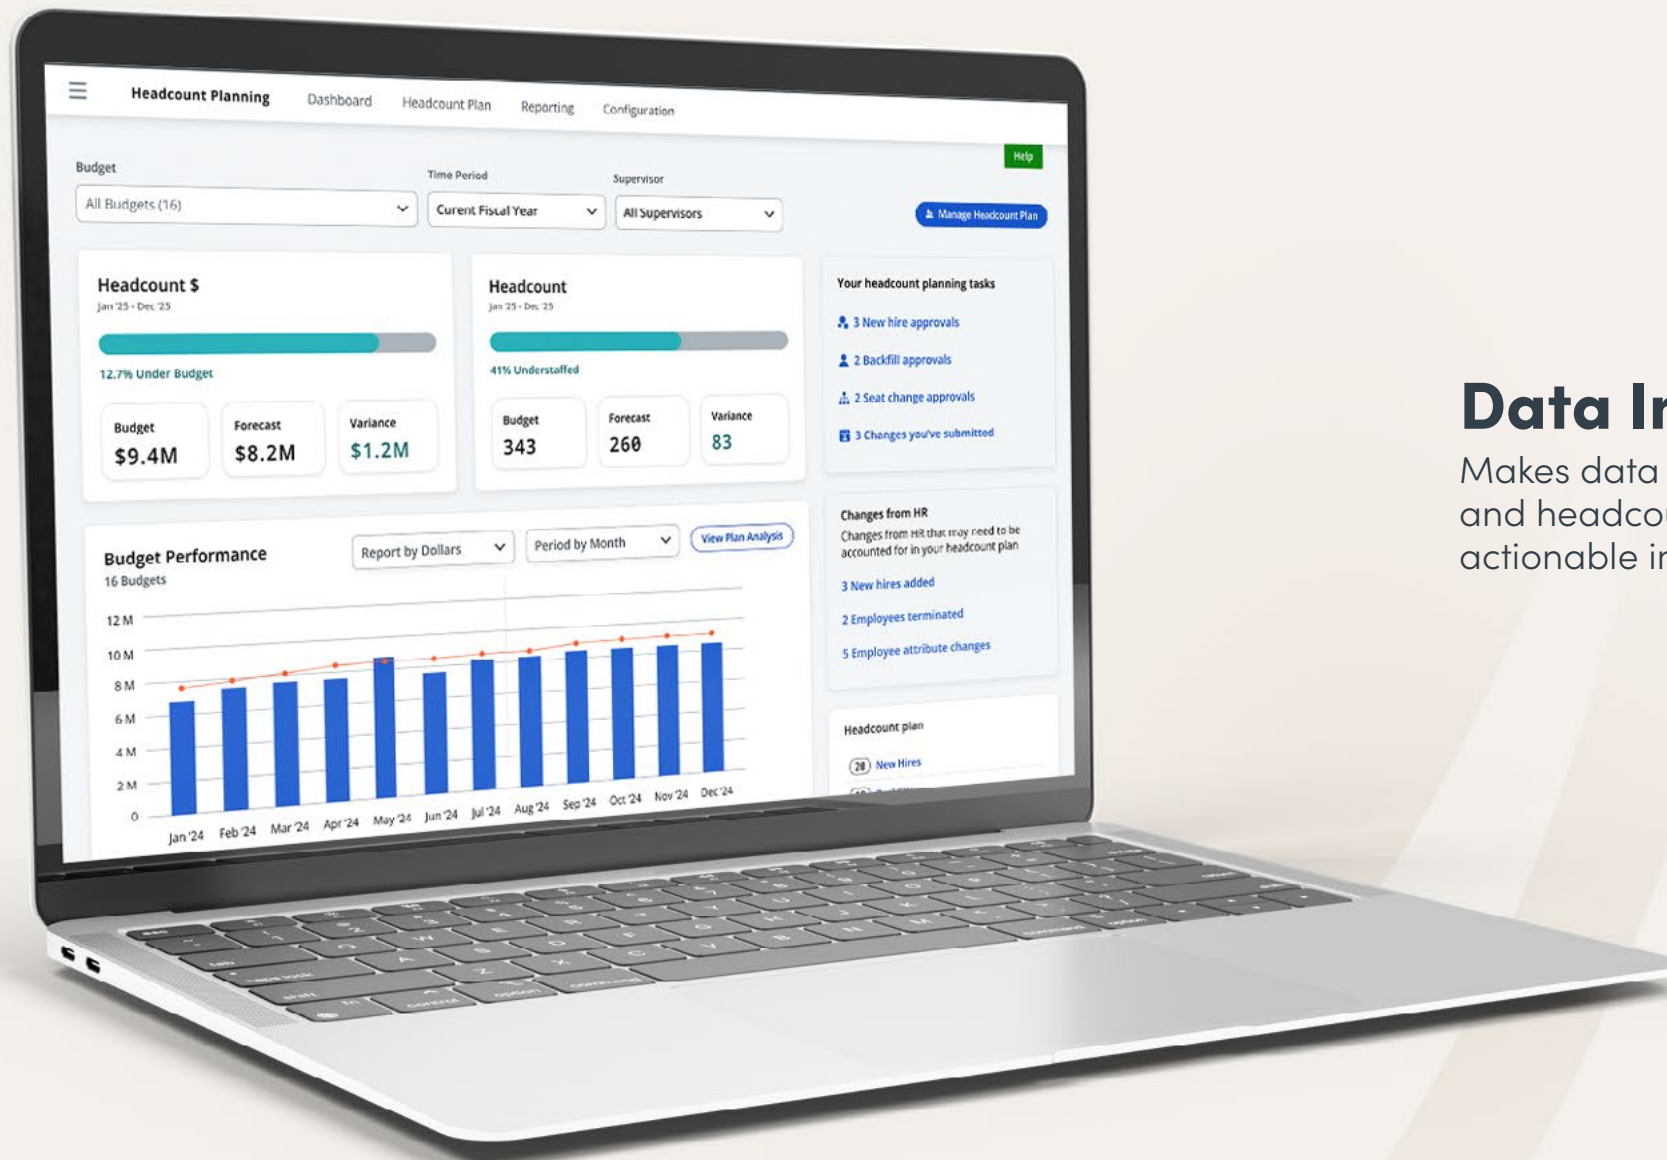 Headcount Planning Dashboard Headcount Plan Reporting Configuration
Help
Budget
All Budgets (16)
Time Period
Curent Fiscal Year
Supervisor
All Supervisors
Manage Headcount Plan
Headcount $
Jan '25 - Dec '25
12.7% Under Budget
Budget
$9.4M
Forecast
$8.2M
Variance
$1.2M
Headcount
Jan '25 - Dec '25
41% Understaffed
Budget
343
Forecast
260
Variance
83
Your headcount planning tasks
3 New hire approvals
2 Backfill approvals
2 Seat change approvals
3 Changes you've submitted
Budget Performance
16 Budgets
Report by Dollars
Period by Month
View Plan Analysis
12 M
10 M
8 M
6 M
4 M
2 M
0
Jan '24 Feb '24 Mar '24 Apr '24 May '24 Jun '24 Jul '24 Aug '24 Sep '24 Oct '24 Nov '24 Dec '24
Changes from HR
Changes from HR that may need to be
accounted for in your headcount plan
3 New hires added
2 Employees terminated
5 Employee attribute changes
Headcount plan
20 New Hires
Data
Makes data
and
actionable